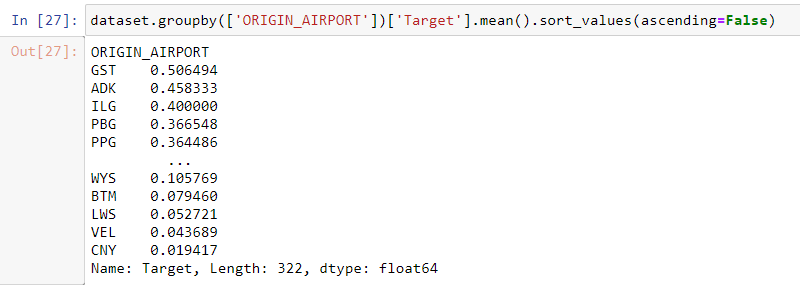 In [27]: dataset.groupby(['ORIGIN_AIRPORT'])['Target'].mean().sort_values(ascending=False)
Out[27]: ORIGIN_AIRPORT
GST    0.506494
ADK    0.458333
ILG    0.400000
PBG    0.366548
PPG    0.364486
...
WYS    0.105769
BTM    0.079460
LWS    0.052721
VEL    0.043689
CNY    0.019417
Name: Target, Length: 322, dtype: float64